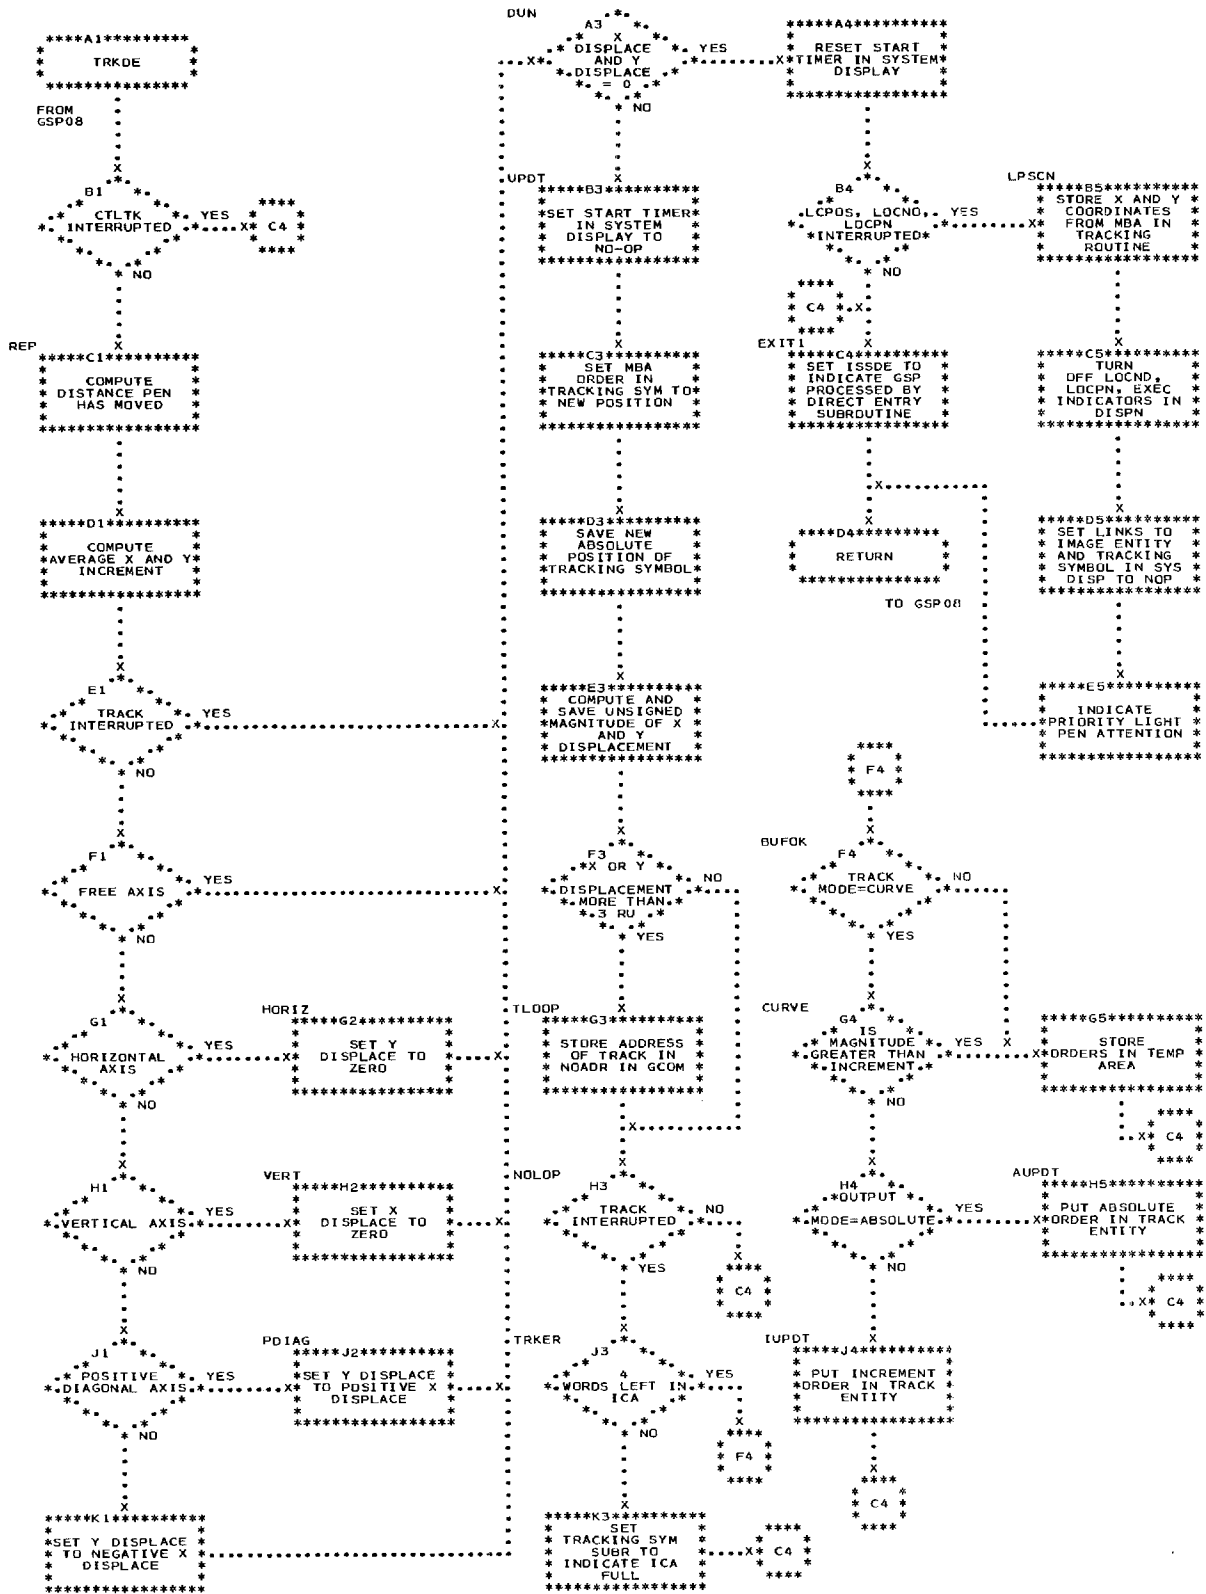 A1
TRKDE
FROM
GSP08
B1
CTLTK
INTERRUPTED
YES
C4
NO
REP
C1
COMPUTE
DISTANCE PEN
HAS MOVED
D1
COMPUTE
AVERAGE X AND Y
INCREMENT
E1
TRACK
INTERRUPTED
YES
NO
F1
FREE AXIS
YES
NO
G1
HORIZONTAL
AXIS
YES
NO
HORIZ
G2
SET Y
DISPLACE TO
ZERO
H1
VERTICAL AXIS
YES
NO
VERT
H2
SET X
DISPLACE TO
ZERO
J1
POSITIVE
DIAGONAL AXIS
YES
NO
PDIAG
J2
SET Y DISPLACE
TO POSITIVE X
DISPLACE
K1
SET Y DISPLACE
TO NEGATIVE X
DISPLACE
DUN
A3
X
DISPLACE
AND Y
DISPLACE
= 0
YES
NO
UPDT
B3
SET START TIMER
IN SYSTEM
DISPLAY TO
NO-OP
C3
SET MBA
ORDER IN
TRACKING SYM TO
NEW POSITION
D3
SAVE NEW
ABSOLUTE
POSITION OF
TRACKING SYMBOL
E3
COMPUTE AND
SAVE UNSIGNED
MAGNITUDE OF X
AND Y
DISPLACEMENT
F3
X OR Y
DISPLACEMENT
MORE THAN
3 RU
NO
YES
TLOOP
G3
STORE ADDRESS
OF TRACK IN
NOADR IN GCOM
NOLOP
H3
TRACK
INTERRUPTED
NO
YES
C4
TRKER
J3
4
WORDS LEFT IN
ICA
YES
NO
F4
K3
SET
TRACKING SYM
SUBR TO
INDICATE ICA
FULL
C4
A4
RESET START
TIMER IN SYSTEM
DISPLAY
B4
LCPOS, LOCND,
LOCPN
INTERRUPTED
YES
NO
C4
EXIT1
C4
SET ISSDE TO
INDICATE GSP
PROCESSED BY
DIRECT ENTRY
SUBROUTINE
D4
RETURN
TO GSP08
LPSCN
B5
STORE X AND Y
COORDINATES
FROM MBA IN
TRACKING
ROUTINE
C5
TURN
OFF LOCND,
LOCPN, EXEC
INDICATORS IN
DISPN
D5
SET LINKS TO
IMAGE ENTITY
AND TRACKING
SYMBOL IN SYS
DISP TO NOP
E5
INDICATE
PRIORITY LIGHT
PEN ATTENTION
F4
BUFOK
F4
TRACK
MODE=CURVE
NO
YES
CURVE
G4
IS
MAGNITUDE
GREATER THAN
INCREMENT
YES
NO
G5
STORE
ORDERS IN TEMP
AREA
C4
H4
OUTPUT
MODE=ABSOLUTE
YES
NO
AUPDT
H5
PUT ABSOLUTE
ORDER IN TRACK
ENTITY
C4
IUPDT
J4
PUT INCREMENT
ORDER IN TRACK
ENTITY
C4